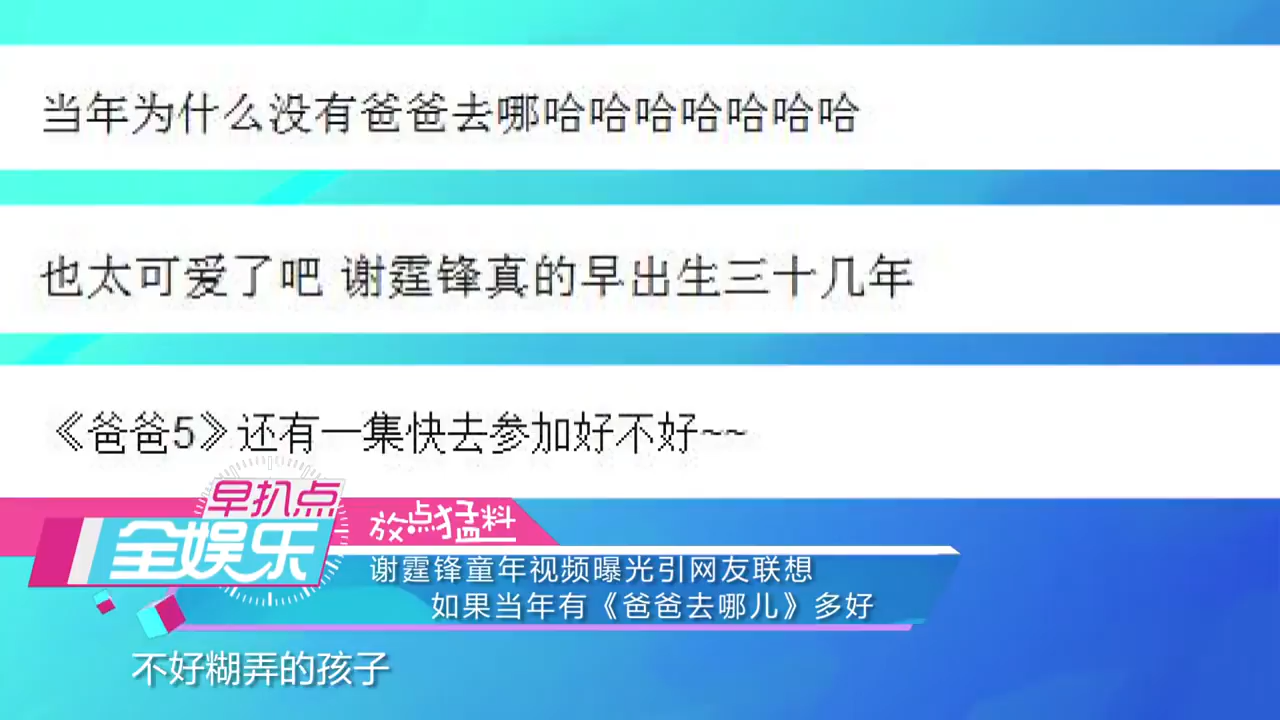 当年为什么没有爸爸去哪哈哈哈哈哈哈哈
也太可爱了吧 谢霆锋真的早出生三十几年
《爸爸5》还有一集快去参加好不好~~
早扒点
全娱乐
放点猛料
谢霆锋童年视频曝光引网友联想
如果当年有《爸爸去哪儿》多好
不好糊弄的孩子